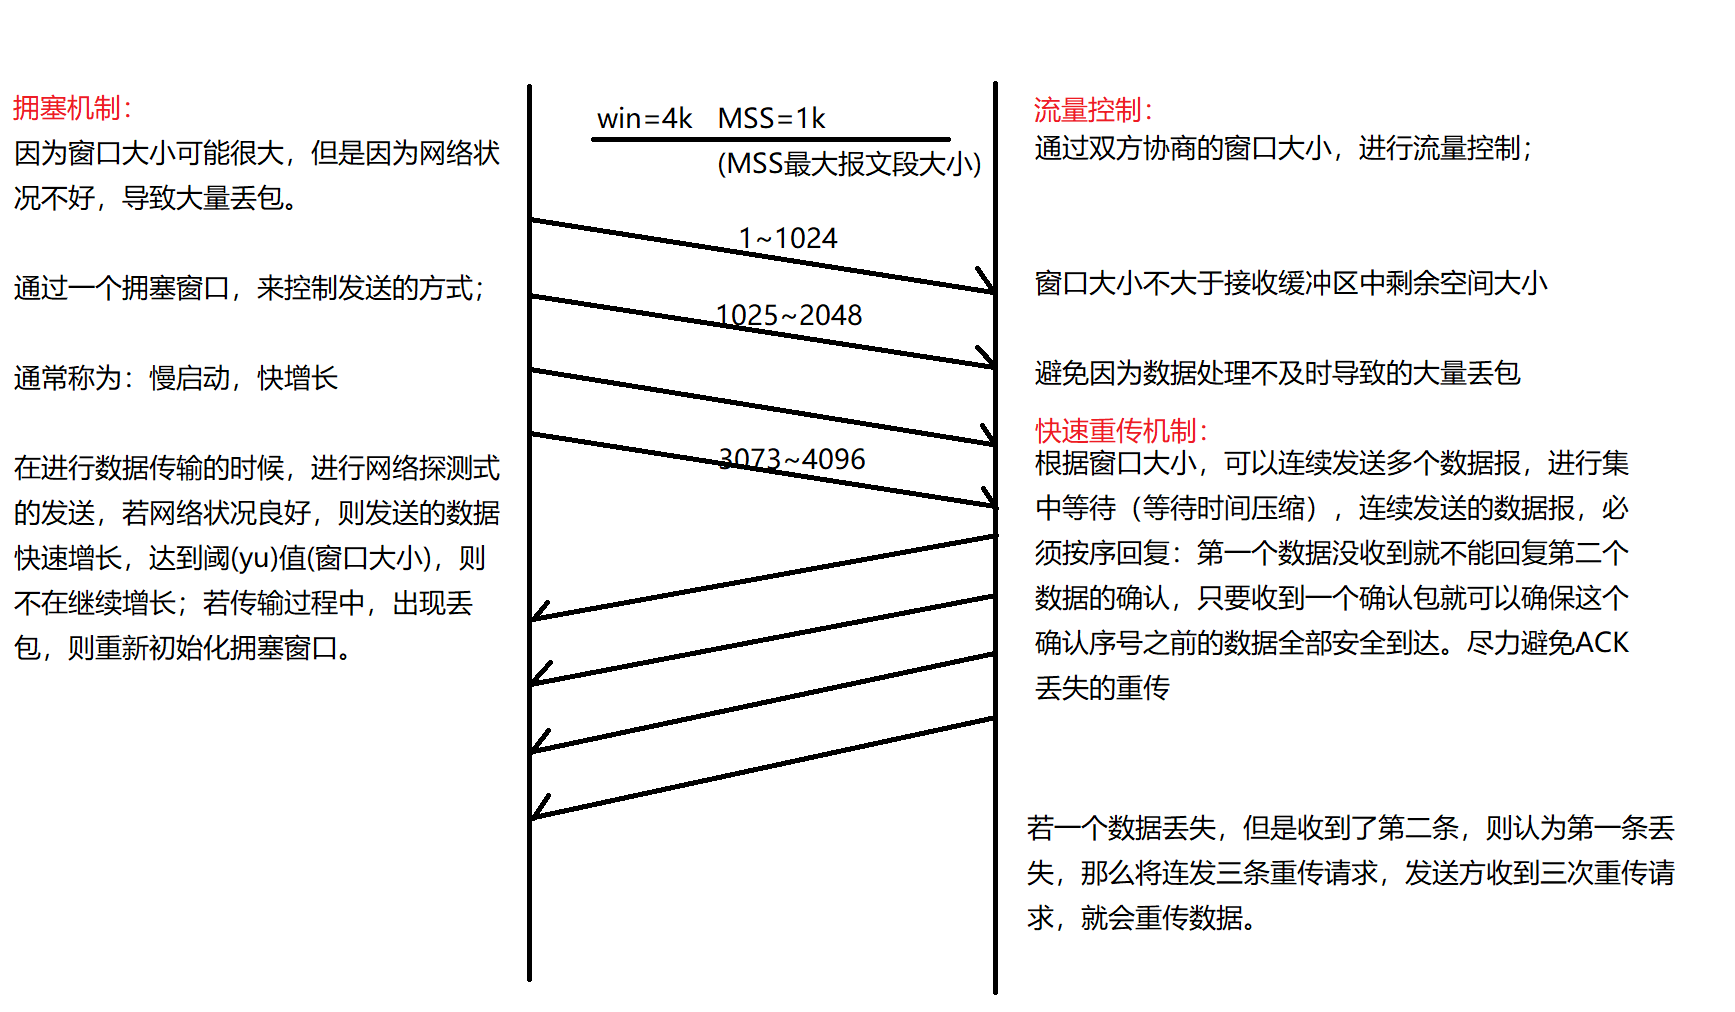 拥塞机制：
因为窗口大小可能很大，但是因为网络状
况不好，导致大量丢包。
通过一个拥塞窗口，来控制发送的方式；
通常称为：慢启动，快增长
在进行数据传输的时候，进行网络探测式
的发送，若网络状况良好，则发送的数据
快速增长，达到阈(yu)值(窗口大小)，则
不在继续增长；若传输过程中，出现丢
包，则重新初始化拥塞窗口。
win=4k MSS=1k
(MSS最大报文段大小)
1~1024
1025~2048
3073~4096
流量控制：
通过双方协商的窗口大小，进行流量控制；
窗口大小不大于接收缓冲区中剩余空间大小
避免因为数据处理不及时导致的大量丢包
快速重传机制：
根据窗口大小，可以连续发送多个数据报，进行集
中等待（等待时间压缩），连续发送的数据报，必
须按序回复：第一个数据没收到就不能回复第二个
数据的确认，只要收到一个确认包就可以确保这个
确认序号之前的数据全部安全到达。尽力避免ACK
丢失的重传
若一个数据丢失，但是收到了第二条，则认为第一条丢
失，那么将连发三条重传请求，发送方收到三次重传请
求，就会重传数据。